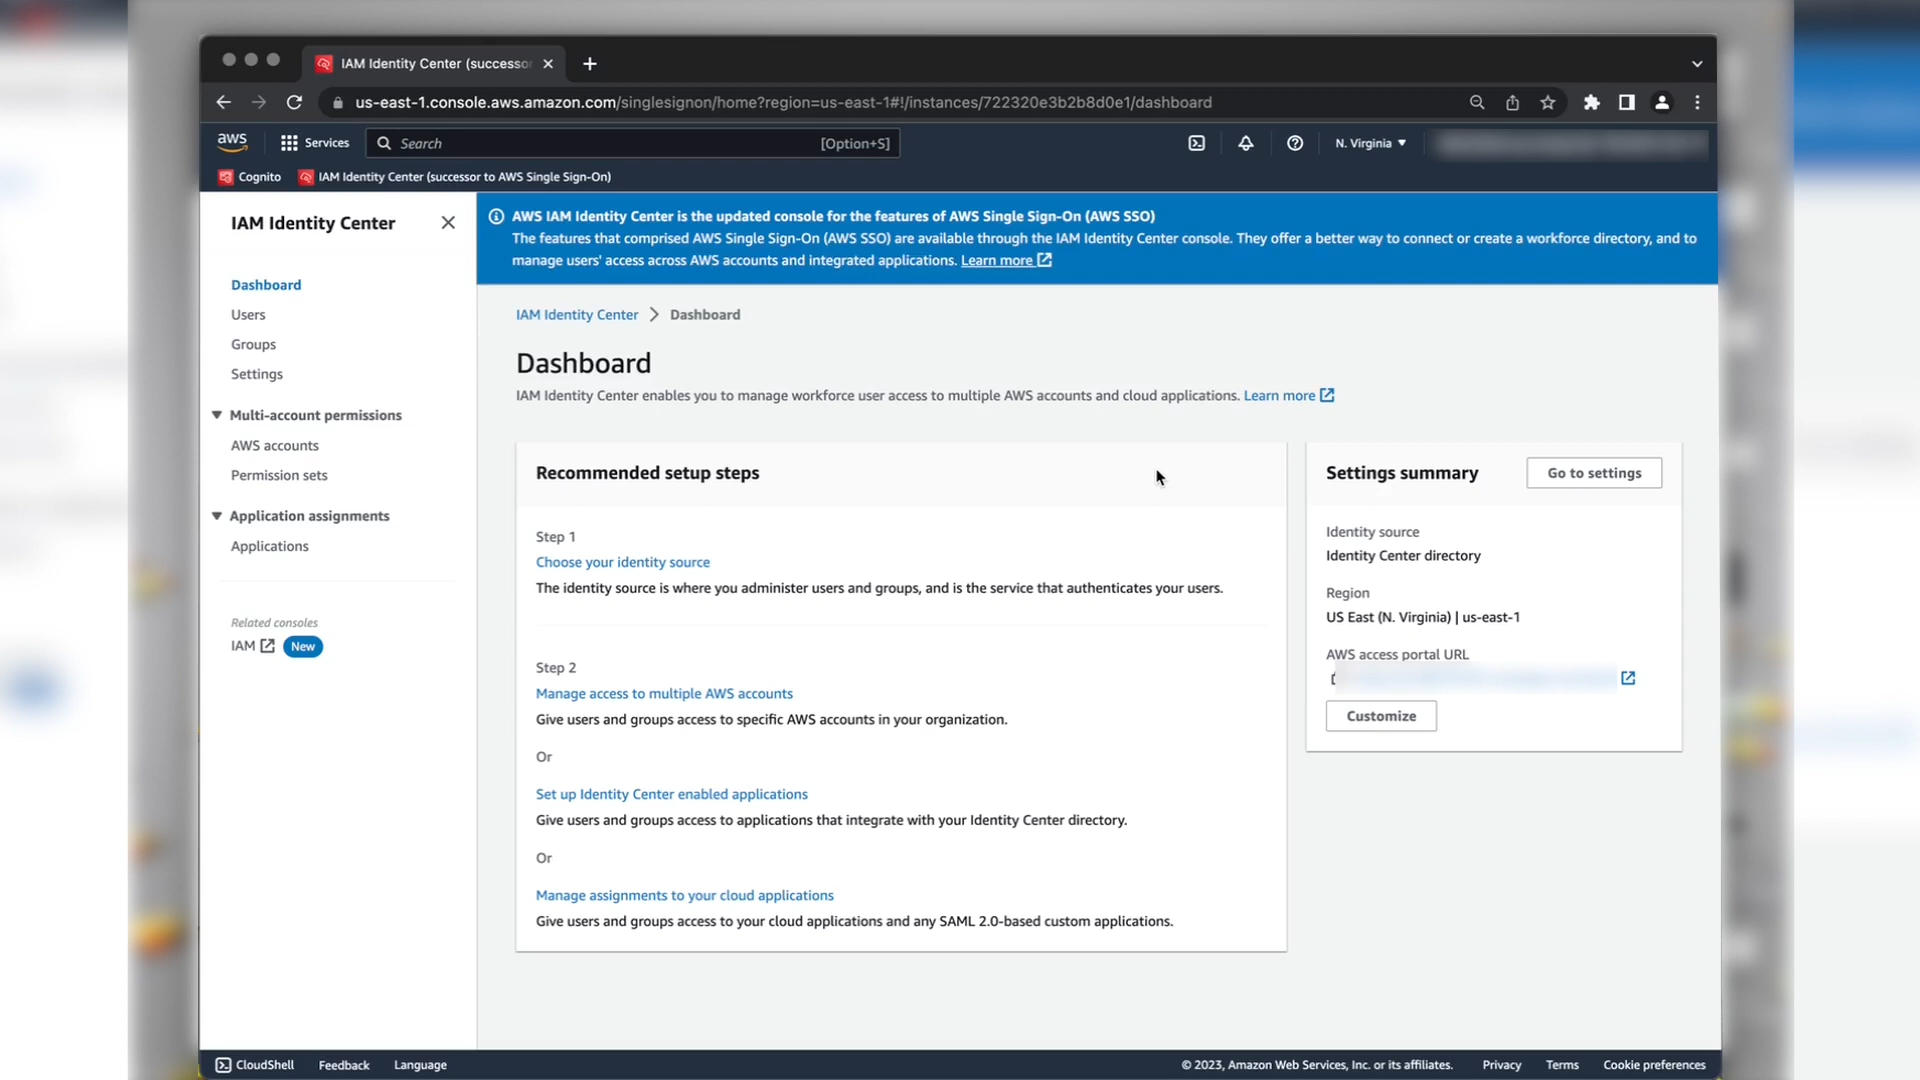 IAM Identity Center (successo
us-east-1.console.aws.amazon.com/singlesignon/home?region=us-east-1#!/instances/722320e3b2b8d0e1/dashboard
aws Services Search [Option+S] N. Virginia
Cognito IAM Identity Center (successor to AWS Single Sign-On)
IAM Identity Center
Dashboard
Users
Groups
Settings
Multi-account permissions
AWS accounts
Permission sets
Application assignments
Applications
Related consoles
IAM New
AWS IAM Identity Center is the updated console for the features of AWS Single Sign-On (AWS SSO)
The features that comprised AWS Single Sign-On (AWS SSO) are available through the IAM Identity Center console. They offer a better way to connect or create a workforce directory, and to
manage users' access across AWS accounts and integrated applications. Learn more
IAM Identity Center > Dashboard
Dashboard
IAM Identity Center enables you to manage workforce user access to multiple AWS accounts and cloud applications. Learn more
Recommended setup steps
Step 1
Choose your identity source
The identity source is where you administer users and groups, and is the service that authenticates your users.
Step 2
Manage access to multiple AWS accounts
Give users and groups access to specific AWS accounts in your organization.
Or
Set up Identity Center enabled applications
Give users and groups access to applications that integrate with your Identity Center directory.
Or
Manage assignments to your cloud applications
Give users and groups access to your cloud applications and any SAML 2.0-based custom applications.
Settings summary
Go to settings
Identity source
Identity Center directory
Region
US East (N. Virginia) | us-east-1
AWS access portal URL
Customize
CloudShell Feedback Language © 2023, Amazon Web Services, Inc. or its affiliates. Privacy Terms Cookie preferences